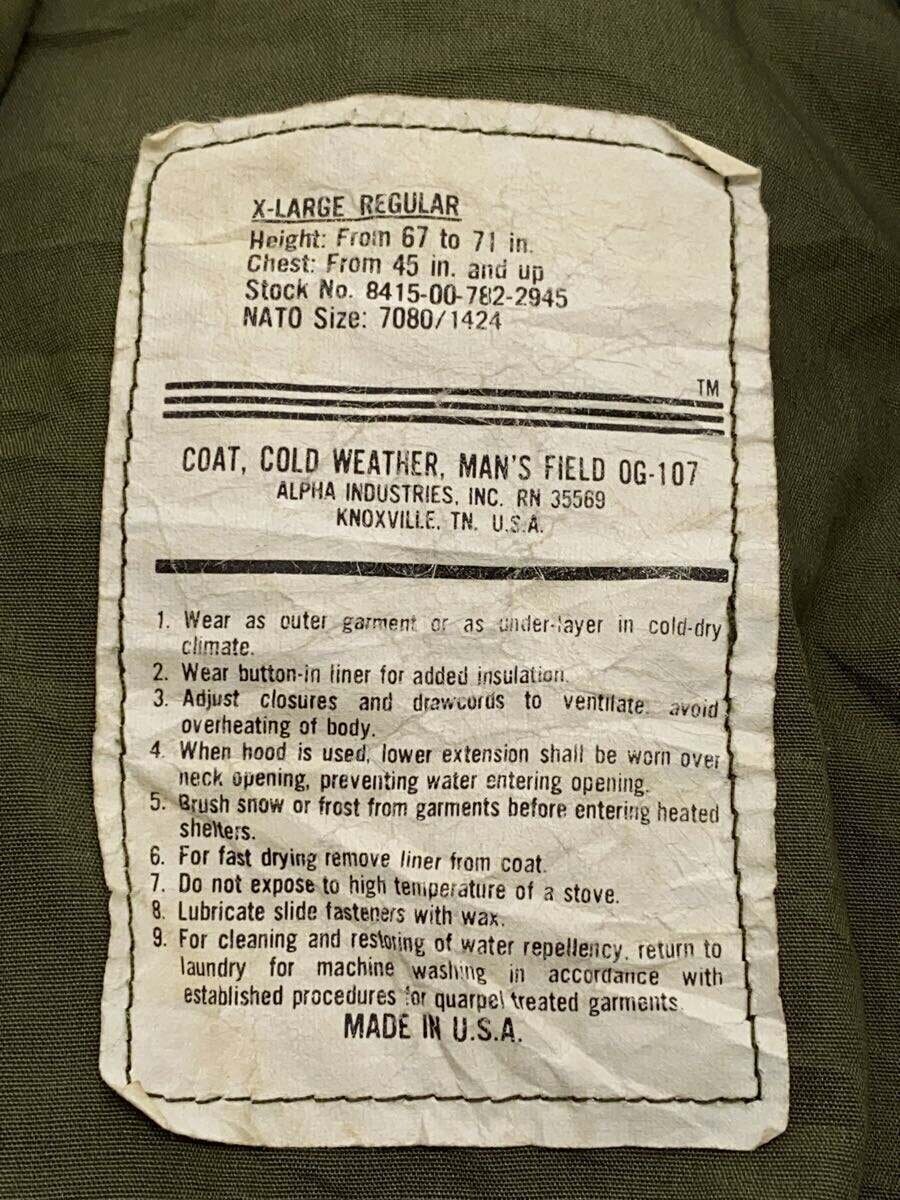 X-LARGE REGULAR
Height: From 67 to 71 in.
Chest: From 45 in. and up
Stock No. 8415-00-782-2945
NATO Size: 7080/1424
TM
COAT, COLD WEATHER, MAN'S FIELD OG-107
ALPHA INDUSTRIES, INC. RN 35569
KNOXVILLE, TN. U.S.A.
1. Wear as outer garment or as under-layer in cold-dry
climate.
2. Wear button-in liner for added insulation.
3. Adjust closures and drawcords to ventilate, avoid
overheating of body.
4. When hood is used, lower extension shall be worn over
neck opening, preventing water entering opening.
5. Brush snow or frost from garments before entering heated
shelters.
6. For fast drying remove liner from coat.
7. Do not expose to high temperature of a stove.
8. Lubricate slide fasteners with wax.
9. For cleaning and restoring of water repellency, return to
laundry for machine washing in accordance with
established procedures for quarpel treated garments.
MADE IN U.S.A.